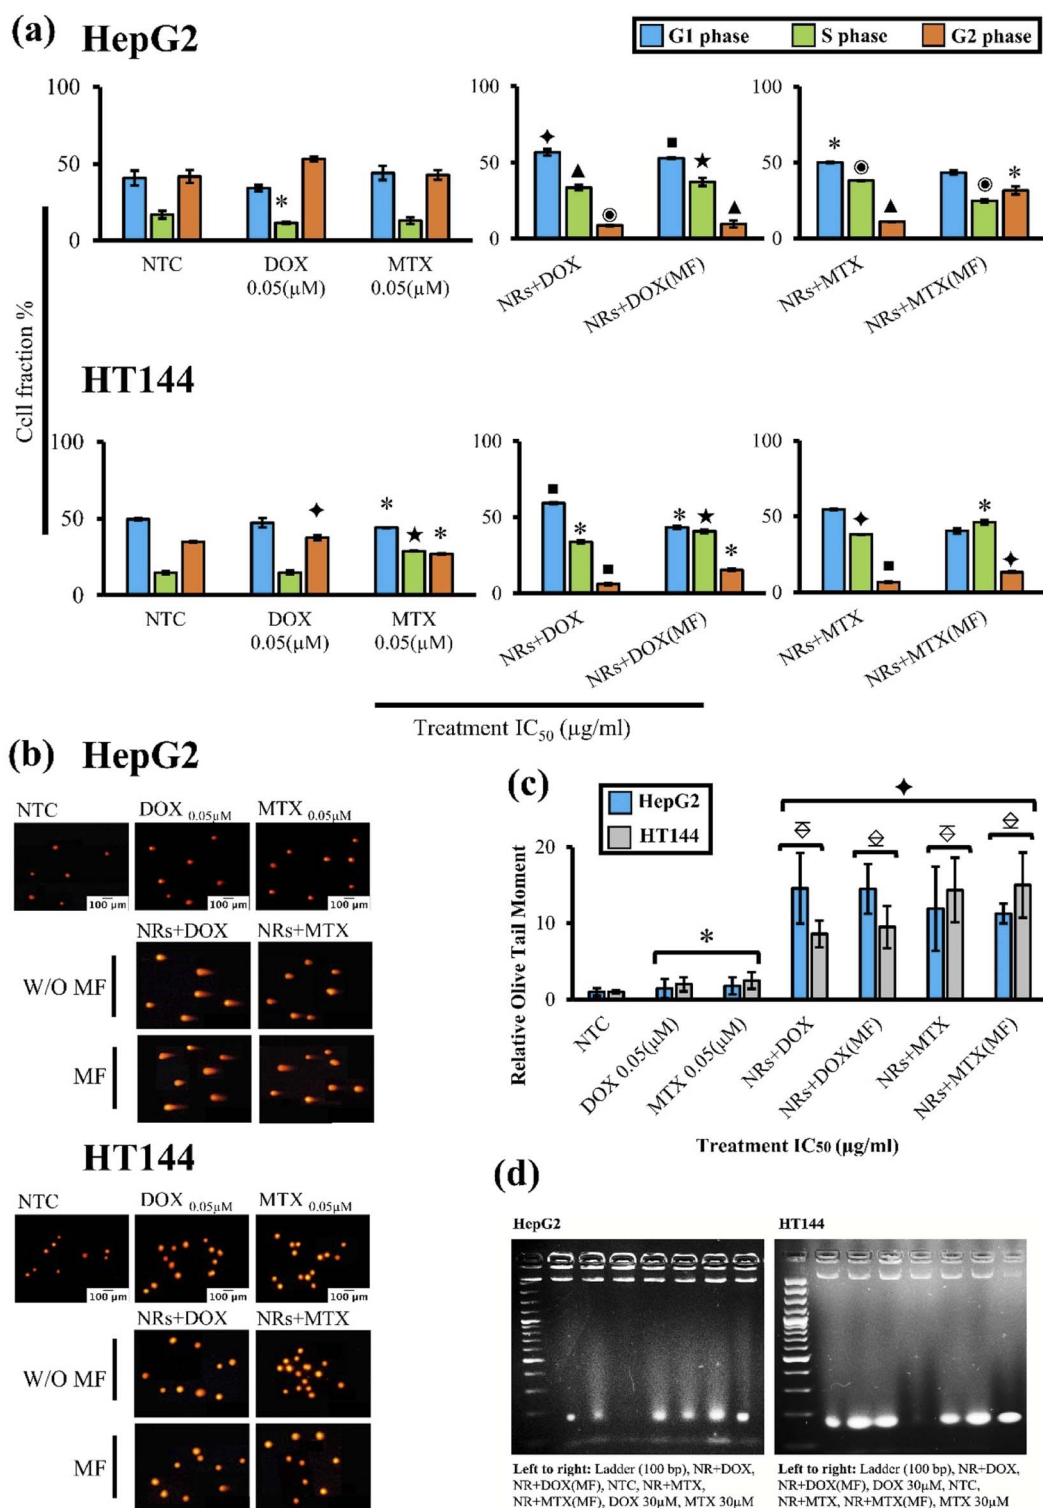 (a)
HepG2
G1 phase S phase G2 phase
100
50
0
NTC
DOX
0.05(µM)
MTX
0.05(µM)
100
50
0
NRs+DOX
NRs+DOX(MF)
100
50
0
NRs+MTX
NRs+MTX(MF)
Cell fraction %
HT144
100
50
0
NTC
DOX
0.05(µM)
MTX
0.05(µM)
100
50
0
NRs+DOX
NRs+DOX(MF)
100
50
0
NRs+MTX
NRs+MTX(MF)
Treatment IC50 (µg/ml)
(b)
HepG2
NTC
DOX 0.05µM
MTX 0.05µM
100 µm
100 µm
100 µm
NRs+DOX
NRs+MTX
W/O MF
MF
HT144
NTC
DOX 0.05µM
MTX 0.05µM
100 µm
100 µm
100 µm
NRs+DOX
NRs+MTX
W/O MF
MF
(c)
HepG2
HT144
Relative Olive Tail Moment
20
10
0
NTC
DOX 0.05(µM)
MTX 0.05(µM)
NRs+DOX
NRs+DOX(MF)
NRs+MTX
NRs+MTX(MF)
Treatment IC50 (µg/ml)
(d)
HepG2
Left to right: Ladder (100 bp), NR+DOX,
NR+DOX(MF), NTC, NR+MTX,
NR+MTX(MF), DOX 30µM, MTX 30µM
HT144
Left to right: Ladder (100 bp), NR+DOX,
NR+DOX(MF), DOX 30µM, NTC,
NR+MTX, NR+MTX(MF), MTX 30µM